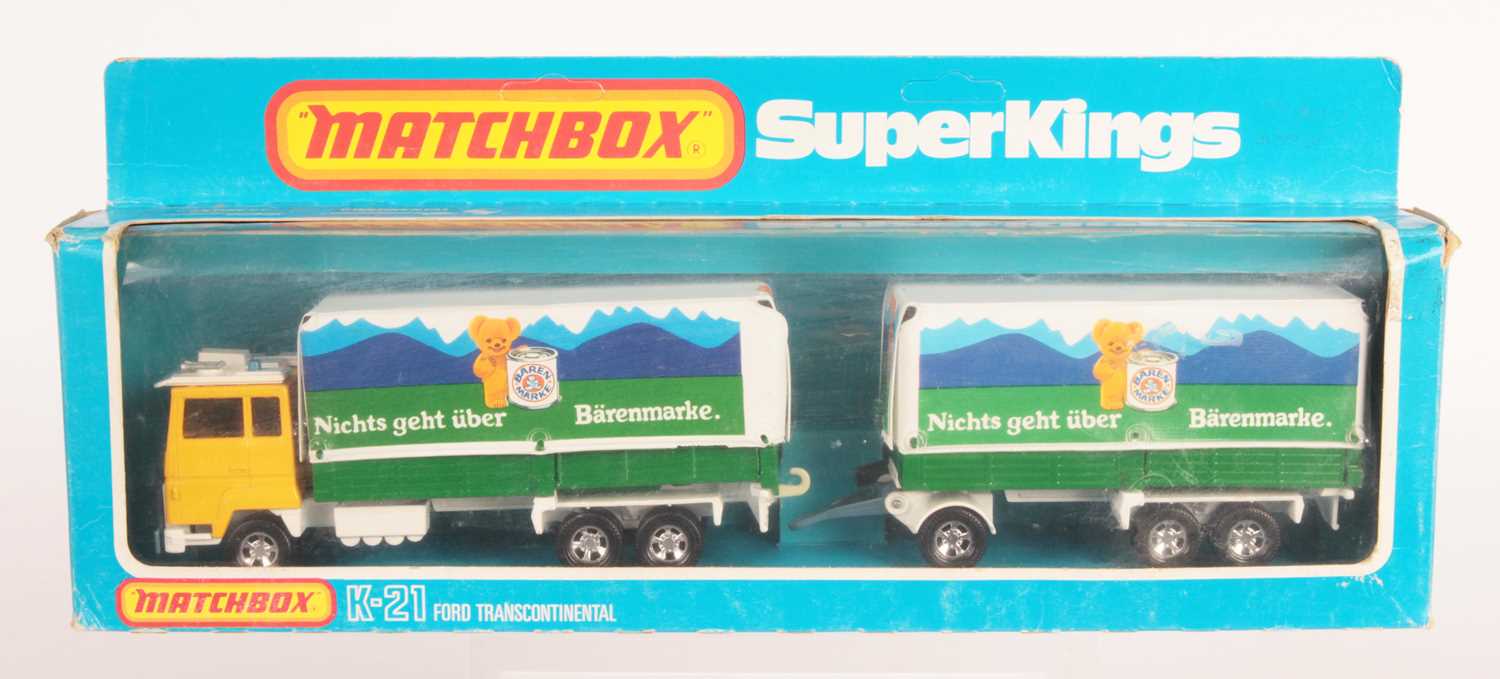 "MATCHBOX" ® SuperKings
Nichts geht über Bärenmarke.
BÄREN MARKE
Nichts geht über Bärenmarke.
BÄREN MARKE
"MATCHBOX" K-21 FORD TRANSCONTINENTAL